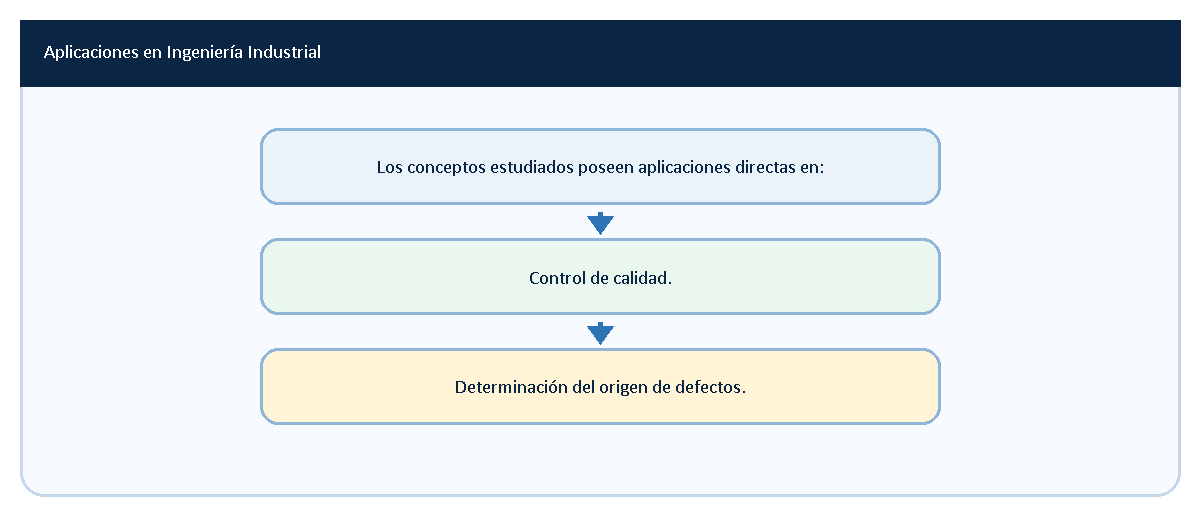 Aplicaciones en Ingeniería Industrial
Los conceptos estudiados poseen aplicaciones directas en:
Control de calidad.
Determinación del origen de defectos.